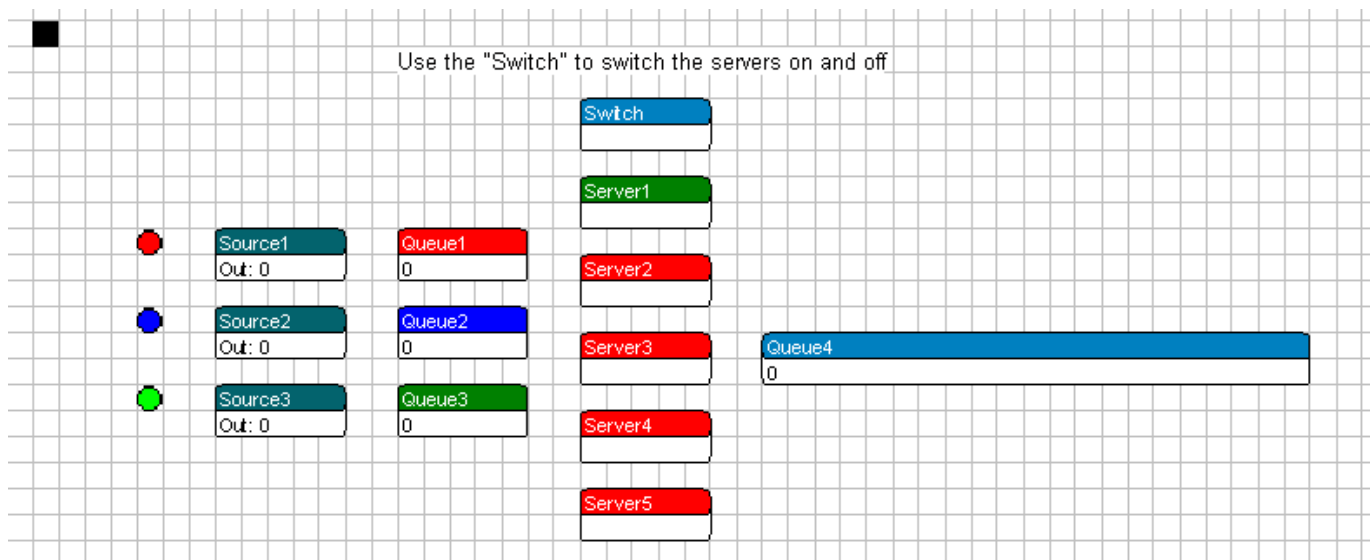 Use the "Switch" to switch the servers on and off
Switch
Server1
Source1
Out: 0
Queue1
0
Server2
Source2
Out: 0
Queue2
0
Server3
Queue4
0
Source3
Out: 0
Queue3
0
Server4
Server5